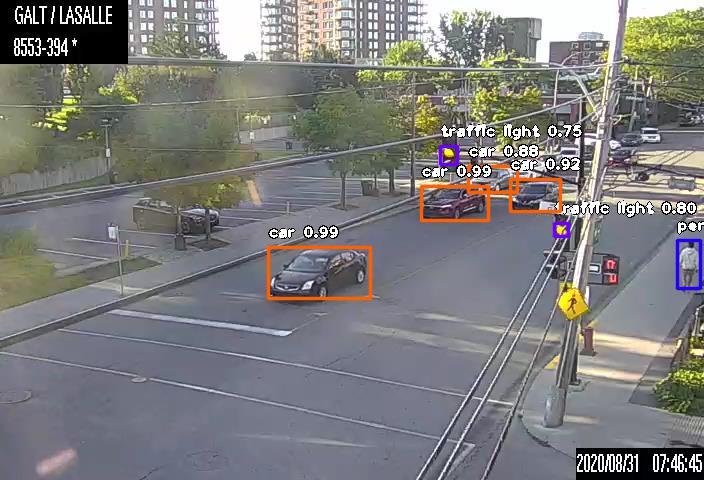 GALT / LASALLE
8553-394 *
traffic light 0.75
car 0.88
car 0.92
car 0.99
traffic light 0.80
per
car 0.99
2020/08/31 07:46:45